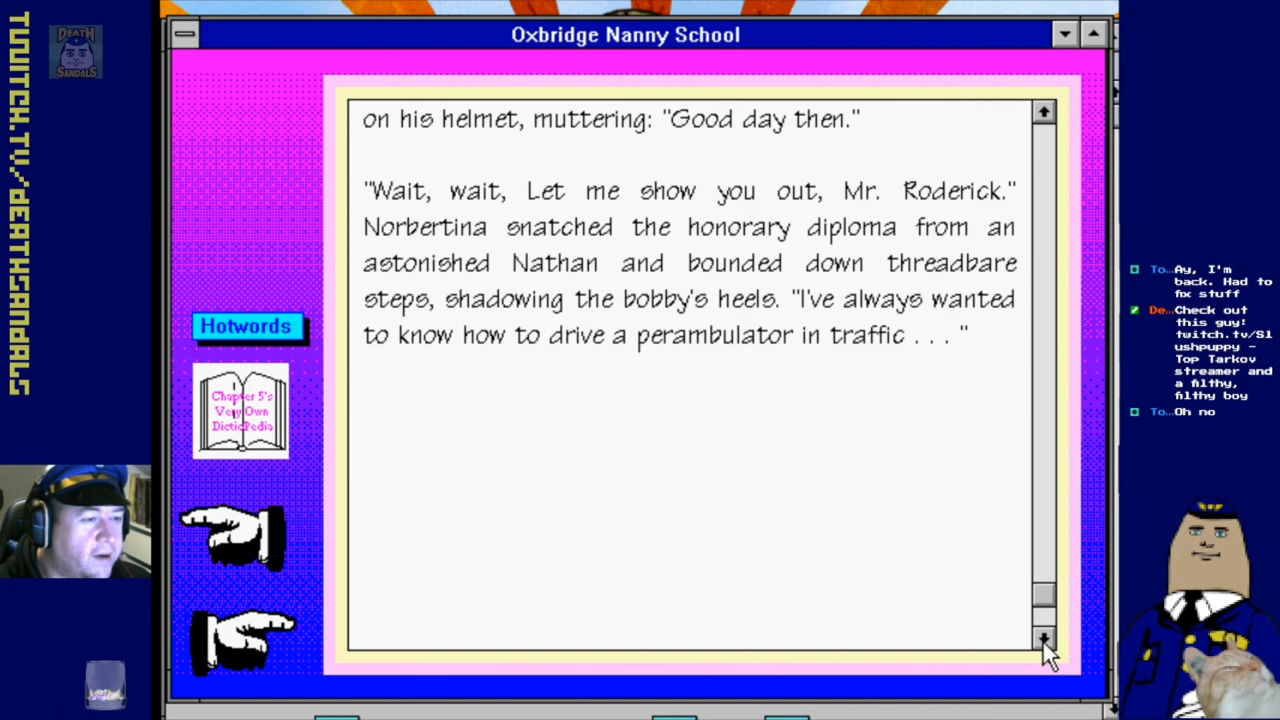 TWITCH.TV/DEATHSANDALS
DEATH
SANDALS
Oxbridge Nanny School
on his helmet, muttering: "Good day then."
"Wait, wait, Let me show you out, Mr. Roderick."
Norbertina snatched the honorary diploma from an
astonished Nathan and bounded down threadbare
steps, shadowing the bobby's heels. "I've always wanted
to know how to drive a perambulator in traffic . . . "
Hotwords
Chapter 5's
Very Own
DictioPedia
To...Ay, I'm
back. Had to
fix stuff
De...Check out
this guy!
twitch.tv/Sl
ushpuppy -
Top Tarkov
streamer and
a filthy,
filthy boy
To...Oh no